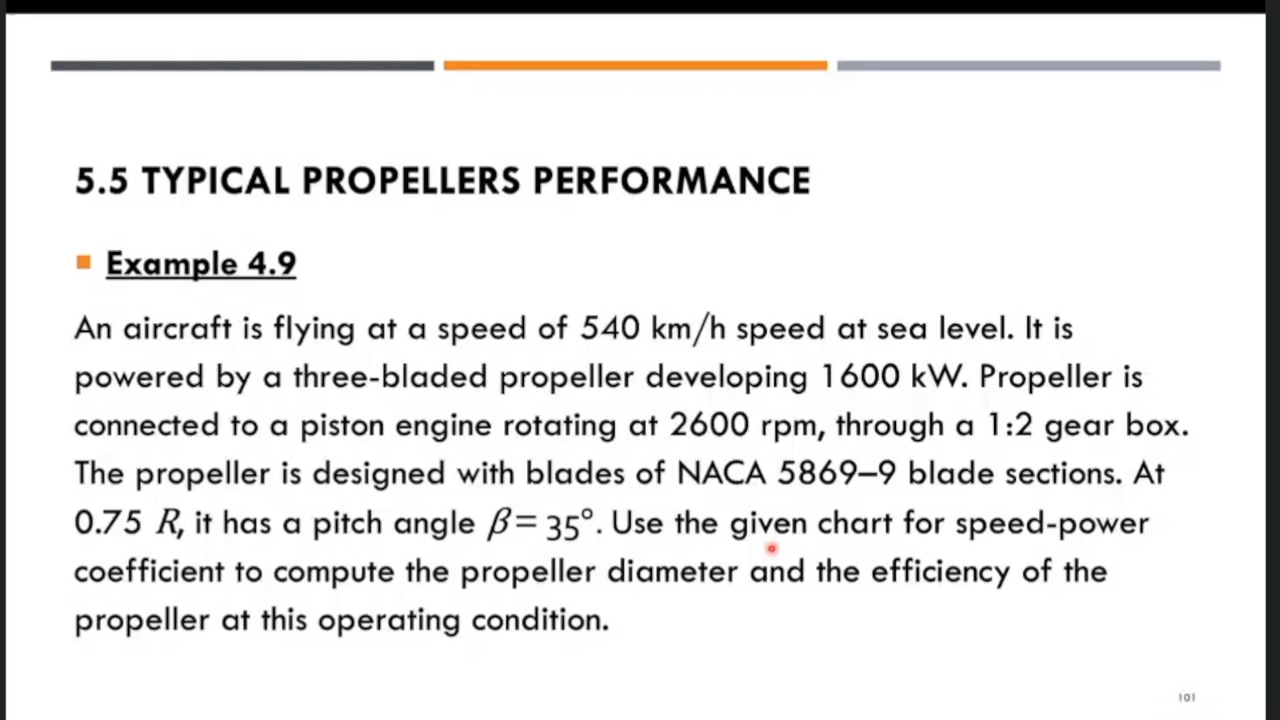 5.5 TYPICAL PROPELLERS PERFORMANCE
Example 4.9
An aircraft is flying at a speed of 540 km/h speed at sea level. It is
powered by a three-bladed propeller developing 1600 kW. Propeller is
connected to a piston engine rotating at 2600 rpm, through a 1:2 gear box.
The propeller is designed with blades of NACA 5869–9 blade sections. At
0.75 R, it has a pitch angle β= 35°. Use the given chart for speed-power
coefficient to compute the propeller diameter and the efficiency of the
propeller at this operating condition.
101